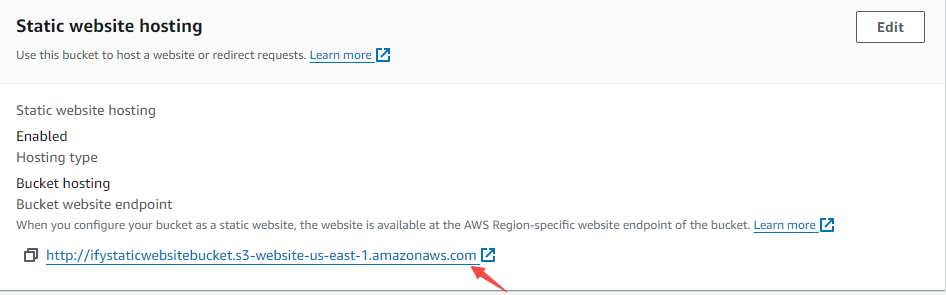 Static website hosting
Edit
Use this bucket to host a website or redirect requests. Learn more
Static website hosting
Enabled
Hosting type
Bucket hosting
Bucket website endpoint
When you configure your bucket as a static website, the website is available at the AWS Region-specific website endpoint of the bucket. Learn more
http://ifystaticwebsitebucket.s3-website-us-east-1.amazonaws.com